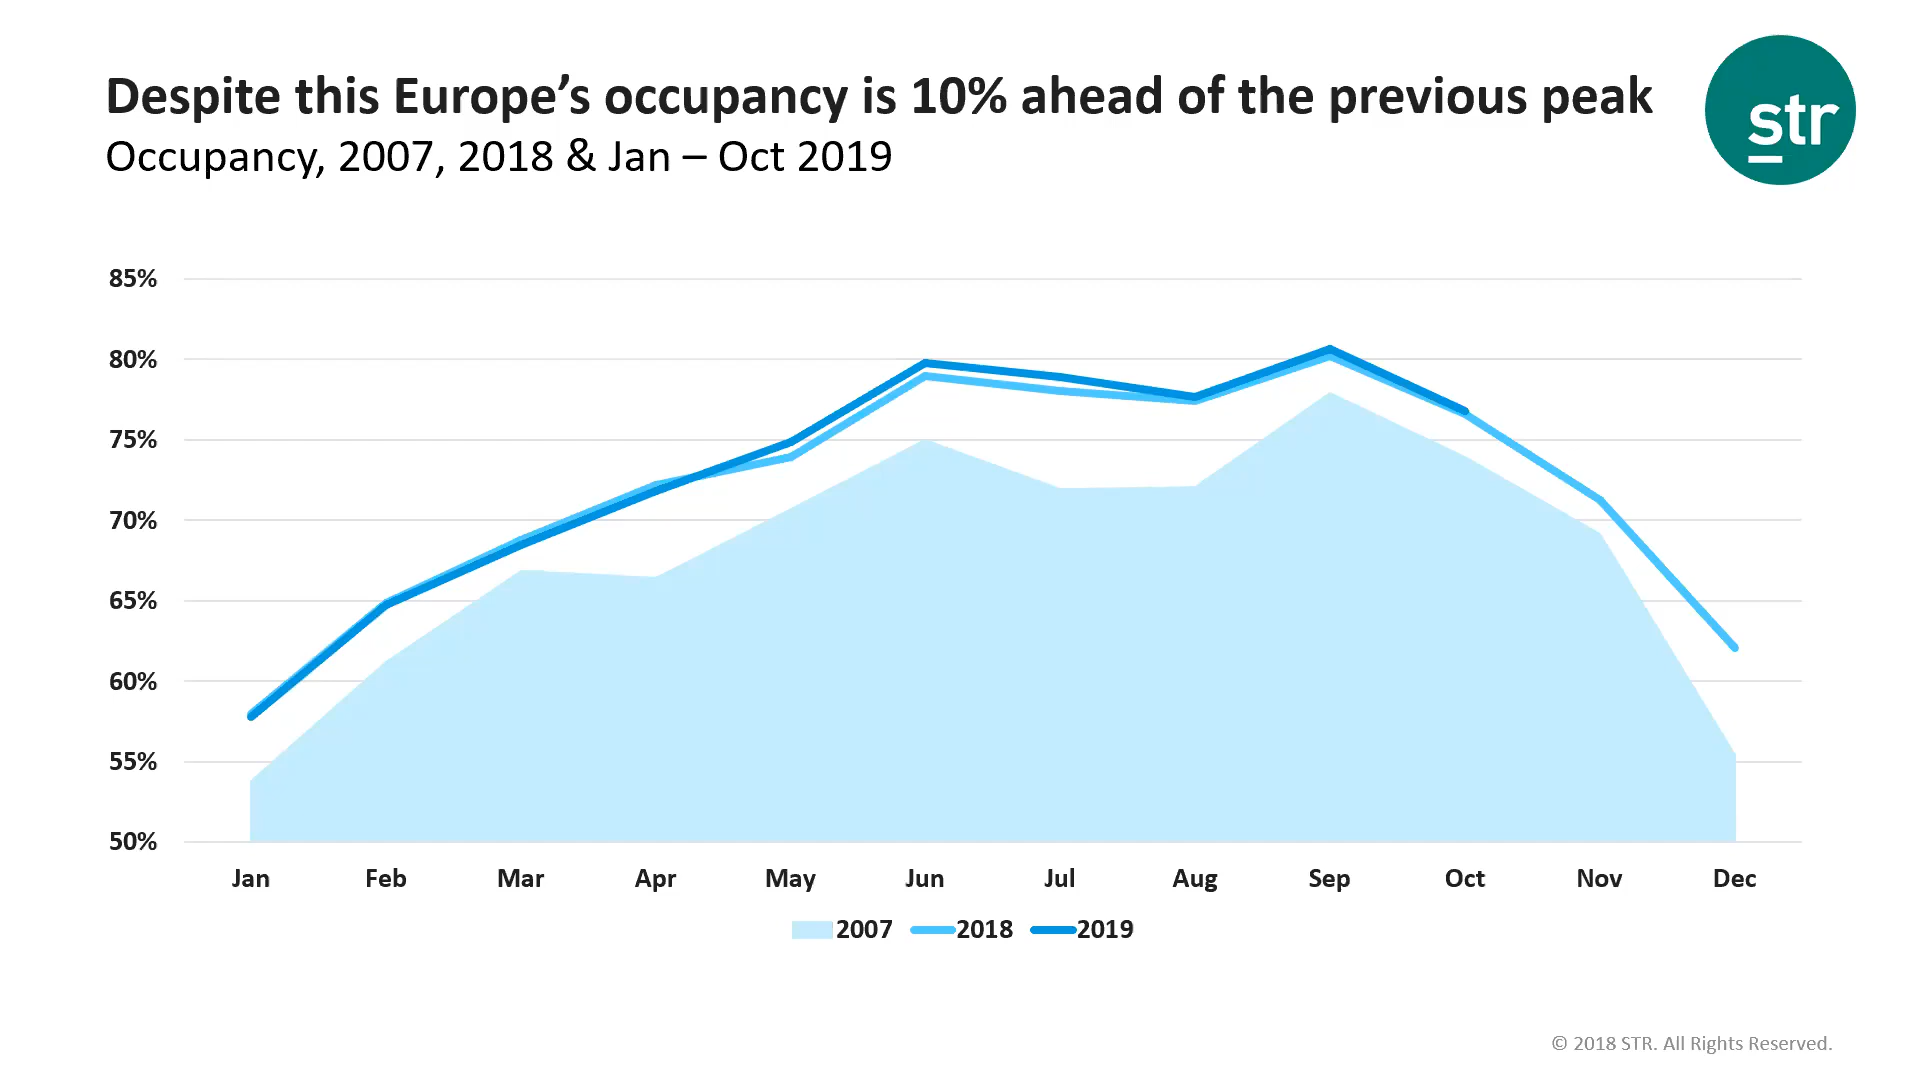 Despite this Europe’s occupancy is 10% ahead of the previous peak
Occupancy, 2007, 2018 & Jan – Oct 2019
str
85%
80%
75%
70%
65%
60%
55%
50%
Jan Feb Mar Apr May Jun Jul Aug Sep Oct Nov Dec
2007 2018 2019
© 2018 STR. All Rights Reserved.